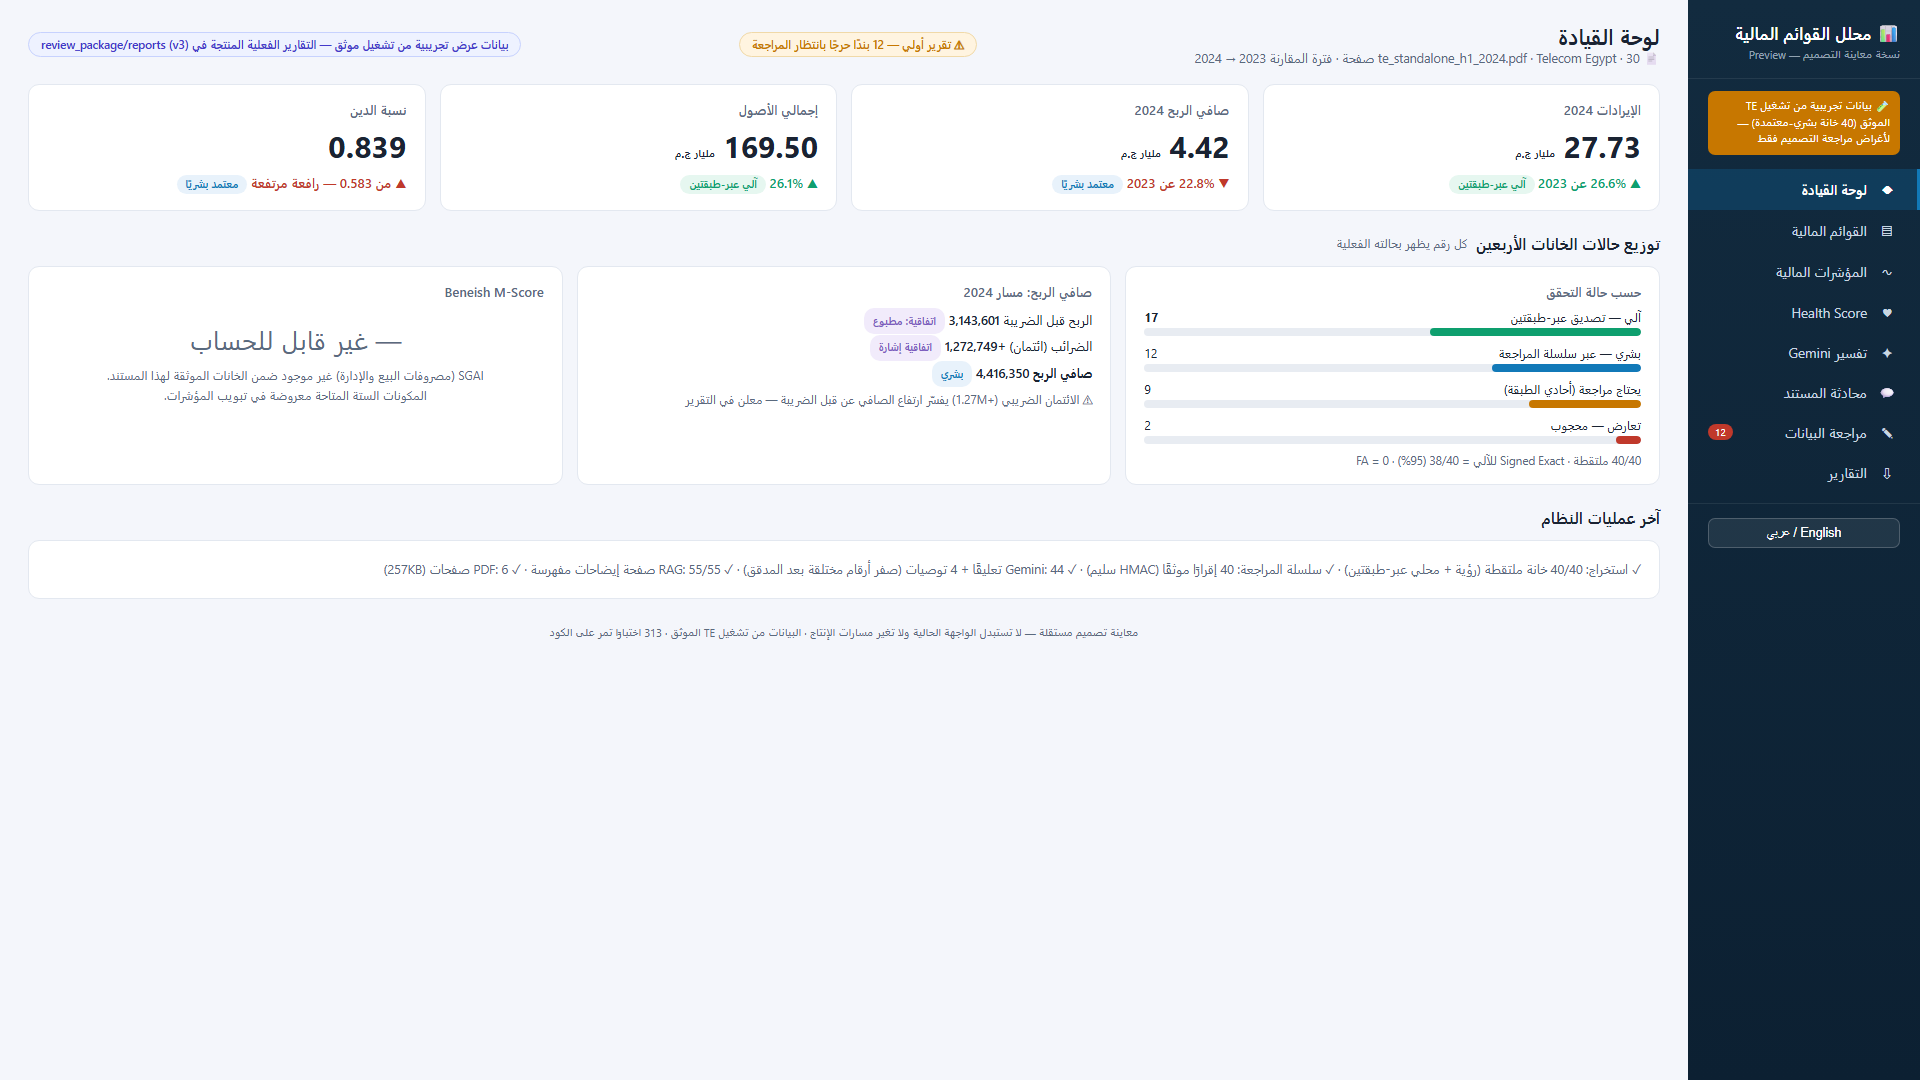 محلل القوائم المالية
نسخة معاينة التصميم — Preview
بيانات تجريبية من تشغيل TE
الموثق (40 خانة بشري-معتمدة) —
لأغراض مراجعة التصميم فقط
لوحة القيادة
القوائم المالية
المؤشرات المالية
Health Score
تفسير Gemini
محادثة المستند
مراجعة البيانات
12
التقارير
عربي / English
لوحة القيادة
te_standalone_h1_2024.pdf · Telecom Egypt · 30 صفحة · فترة المقارنة 2023 → 2024
⚠ تقرير أولي — 12 بندًا حرجًا بانتظار المراجعة
بيانات عرض تجريبية من تشغيل موثق — التقارير الفعلية المنتجة في review_package/reports (v3)
الإيرادات 2024
27.73 مليار ج.م
▲ 26.6% عن 2023 آلي عبر-طبقتين
صافي الربح 2024
4.42 مليار ج.م
▼ 22.8% عن 2023 معتمد بشريًا
إجمالي الأصول
169.50 مليار ج.م
▲ 26.1% آلي عبر-طبقتين
نسبة الدين
0.839
▲ من 0.583 — رافعة مرتفعة معتمد بشريًا
توزيع حالات الخانات الأربعين كل رقم يظهر بحالته الفعلية
حسب حالة التحقق
آلي — تصديق عبر-طبقتين 17
بشري — عبر سلسلة المراجعة 12
يحتاج مراجعة (أحادي الطبقة) 9
تعارض — محجوب 2
40/40 ملتقطة · Signed Exact للآلي = 38/40 (95%) · FA = 0
صافي الربح: مسار 2024
الربح قبل الضريبة 3,143,601 اتفاقية: مطبوع
الضرائب (ائتمان) +1,272,749 اتفاقية إشارة
صافي الربح 4,416,350 بشري
⚠ الائتمان الضريبي (+1.27M) يفسّر ارتفاع الصافي عن قبل الضريبة — معلن في التقرير
Beneish M-Score
— غير قابل للحساب
SGAI (مصروفات البيع والإدارة) غير موجود ضمن الخانات الموثقة لهذا المستند.
المكونات الستة المتاحة معروضة في تبويب المؤشرات.
آخر عمليات النظام
✓ استخراج: 40/40 خانة ملتقطة (رؤية + محلي عبر-طبقتين) · ✓ سلسلة المراجعة: 40 إقرارًا موثقًا (HMAC سليم) · ✓ Gemini: 44 تعليقًا + 4 توصيات (صفر أرقام مختلقة بعد المدقق) · ✓ RAG: 55/55 صفحة إيضاحات مفهرسة · ✓ PDF: 6 صفحات (257KB)
معاينة تصميم مستقلة — لا تستبدل الواجهة الحالية ولا تغير مسارات الإنتاج · البيانات من تشغيل TE الموثق · 313 اختبارًا تمر على الكود